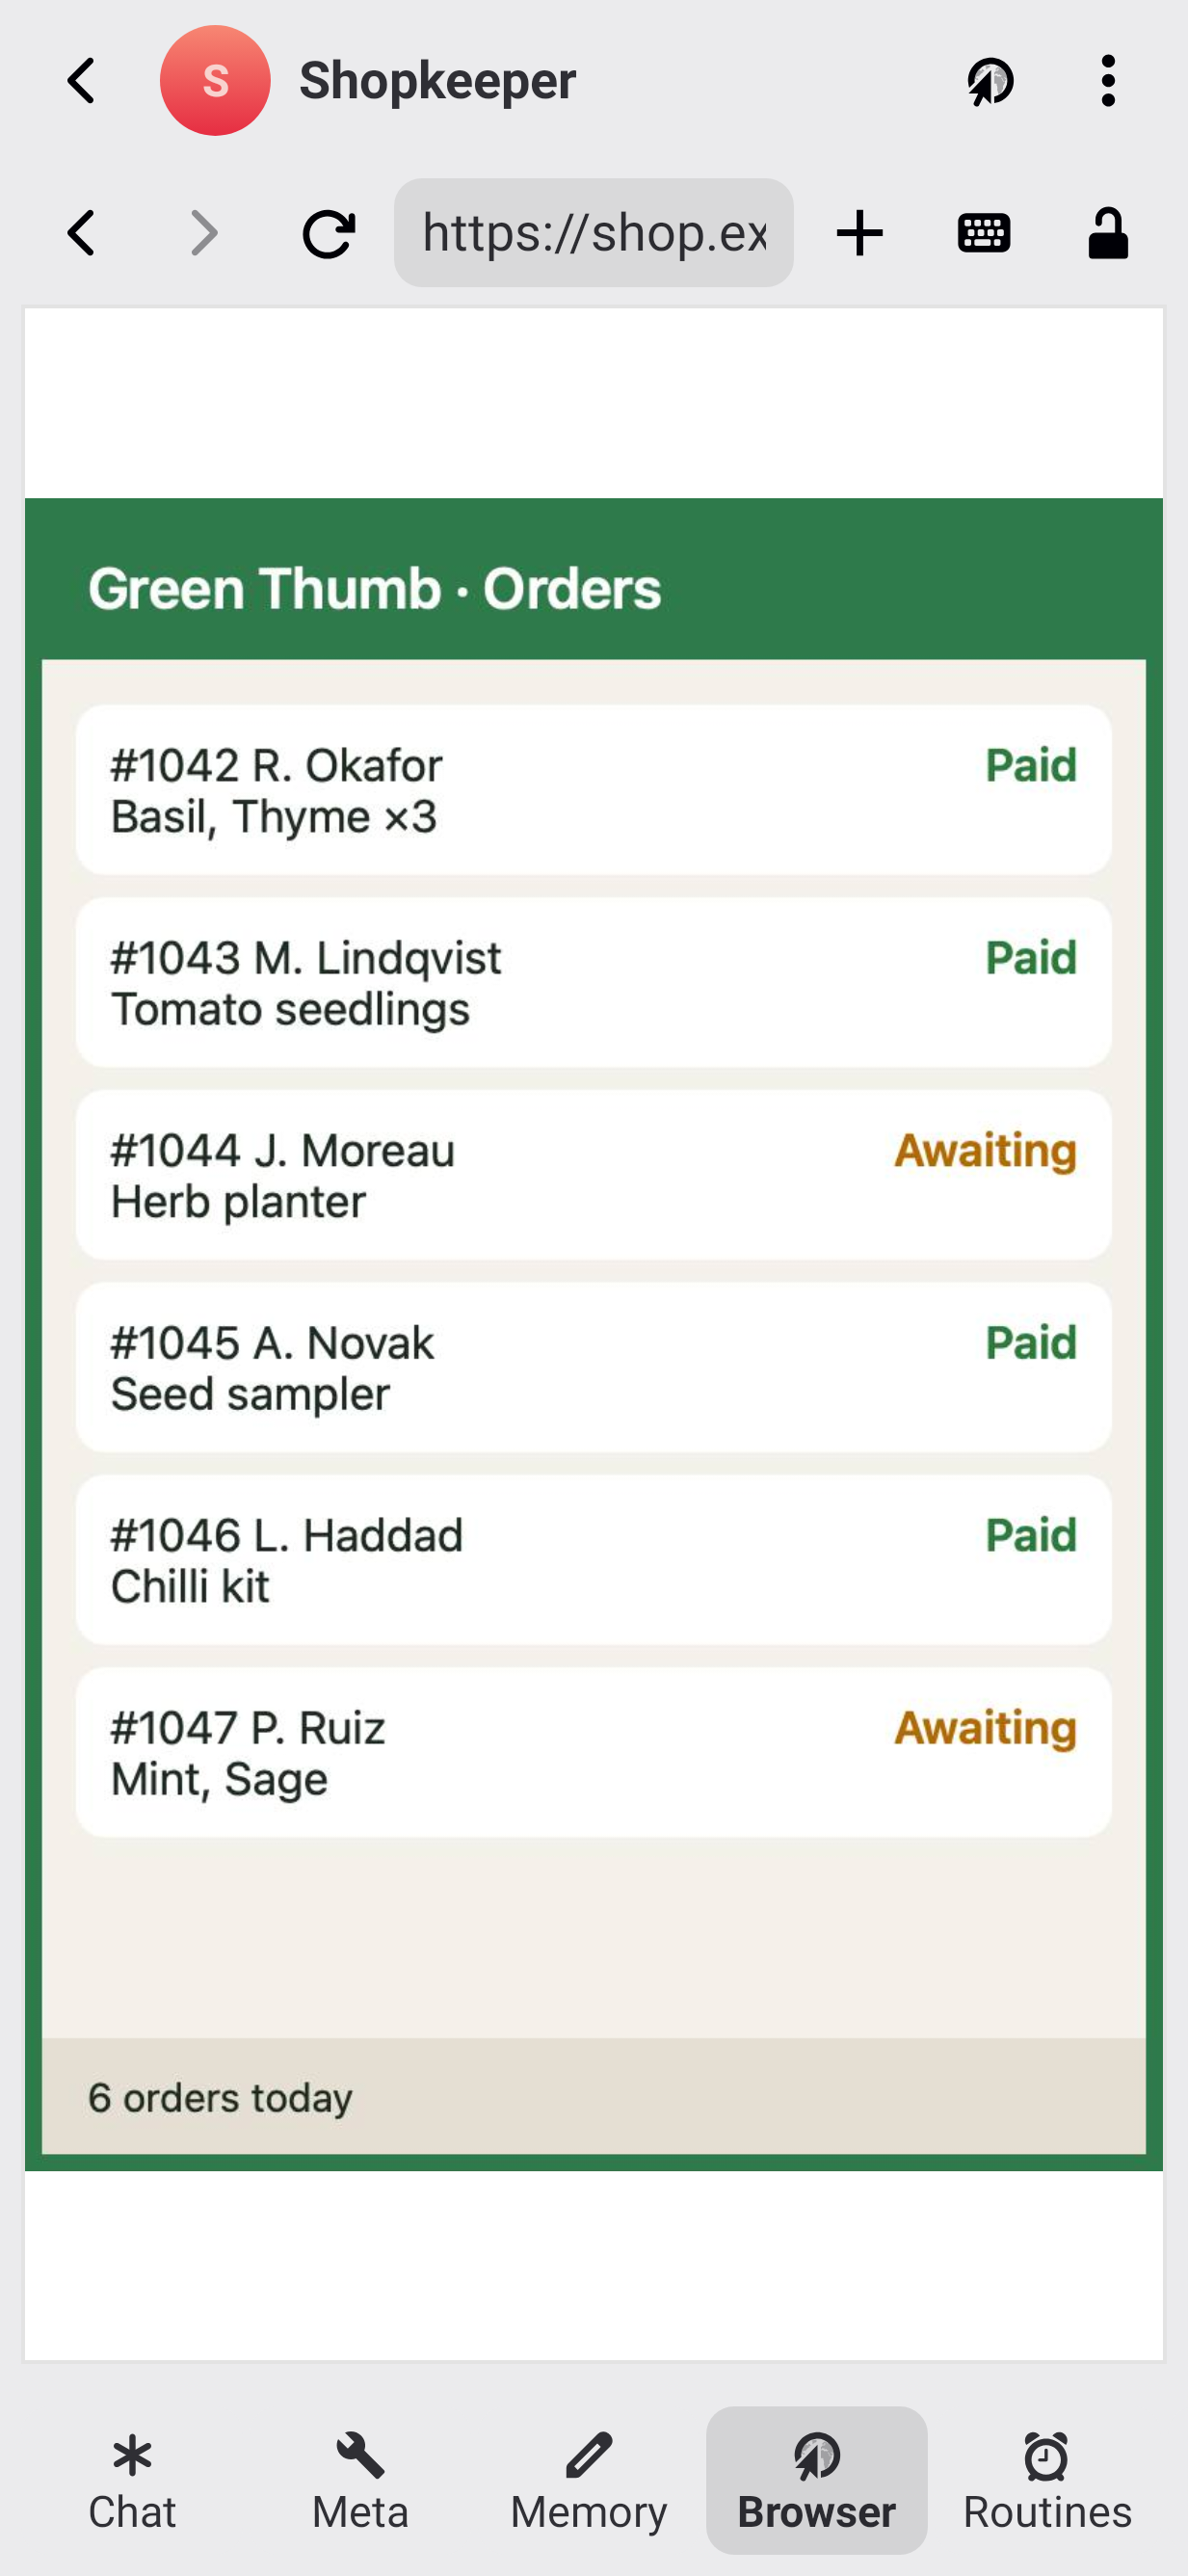 S
Shopkeeper
https://shop.ex
Green Thumb · Orders
#1042 R. Okafor
Paid
Basil, Thyme ×3
#1043 M. Lindqvist
Paid
Tomato seedlings
#1044 J. Moreau
Awaiting
Herb planter
#1045 A. Novak
Paid
Seed sampler
#1046 L. Haddad
Paid
Chilli kit
#1047 P. Ruiz
Awaiting
Mint, Sage
6 orders today
Chat
Meta
Memory
Browser
Routines